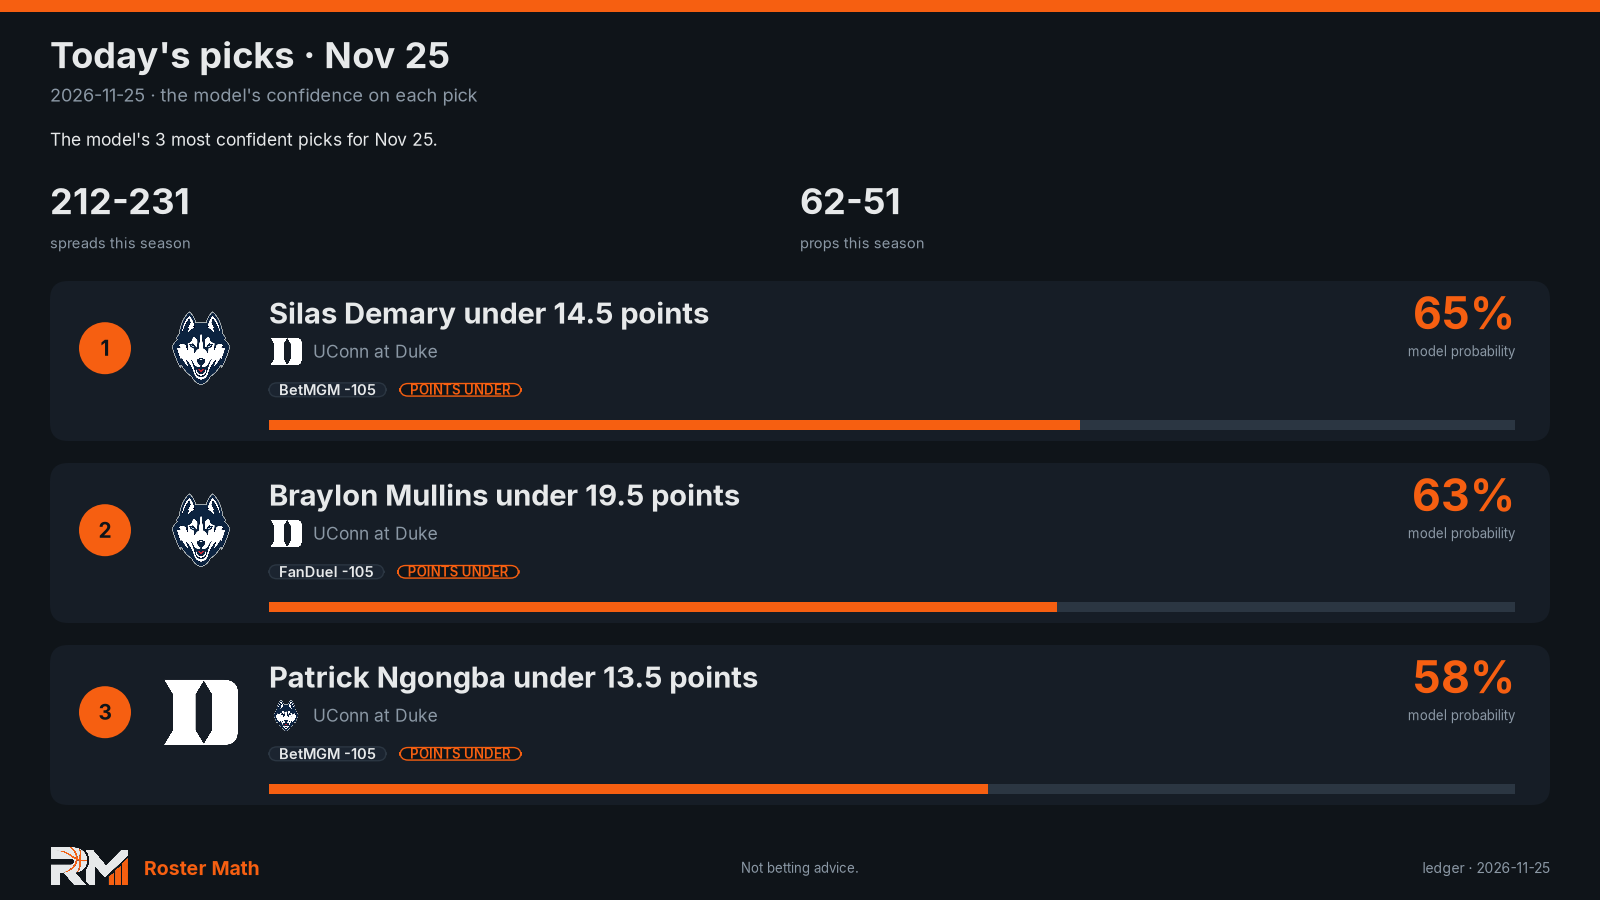 Today's picks · Nov 25
2026-11-25 · the model's confidence on each pick
The model's 3 most confident picks for Nov 25.
212-231
spreads this season
62-51
props this season
1
Silas Demary under 14.5 points
D UConn at Duke
BetMGM -105 POINTS UNDER
65%
model probability
2
Braylon Mullins under 19.5 points
D UConn at Duke
FanDuel -105 POINTS UNDER
63%
model probability
3
D
Patrick Ngongba under 13.5 points
UConn at Duke
BetMGM -105 POINTS UNDER
58%
model probability
RM Roster Math
Not betting advice.
ledger · 2026-11-25